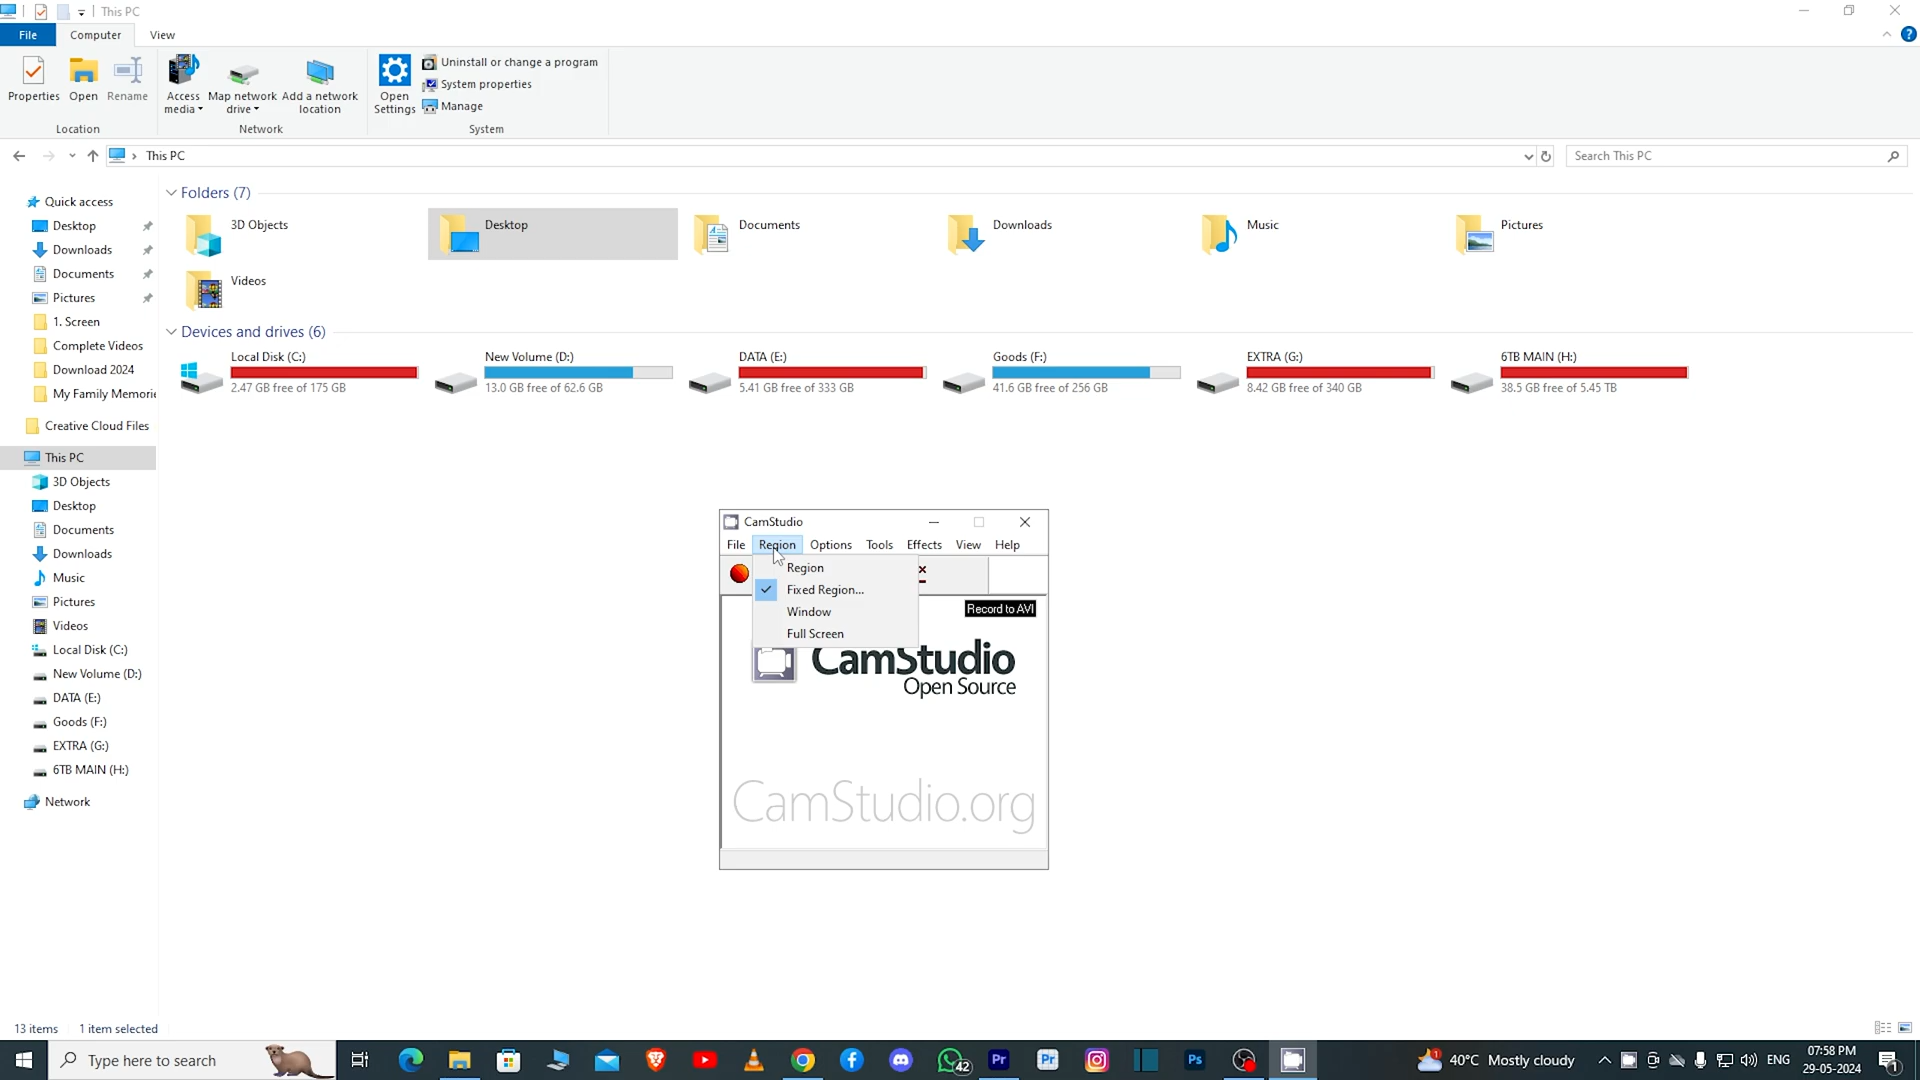 This PC
File Computer View
Properties Open Rename
Access media Map network drive Add a network location
Open Settings
Uninstall or change a program
System properties
Manage
Location Network System
This PC
Search This PC
Quick access
Desktop
Downloads
Documents
Pictures
1. Screen
Complete Videos
Download 2024
My Family Memorie
Creative Cloud Files
This PC
3D Objects
Desktop
Documents
Downloads
Music
Pictures
Videos
Local Disk (C:)
New Volume (D:)
DATA (E:)
Goods (F:)
EXTRA (G:)
6TB MAIN (H:)
Network
Folders (7)
3D Objects Desktop Documents Downloads Music Pictures
Videos
Devices and drives (6)
Local Disk (C:) New Volume (D:) DATA (E:) Goods (F:) EXTRA (G:) 6TB MAIN (H:)
2.47 GB free of 175 GB 13.0 GB free of 62.6 GB 5.41 GB free of 333 GB 41.6 GB free of 256 GB 8.42 GB free of 340 GB 38.5 GB free of 5.45 TB
CamStudio
File Region Options Tools Effects View Help
Region
Fixed Region...
Window
Full Screen
Record to AVI
CamStudio
Open Source
CamStudio.org
13 items 1 item selected
Type here to search
42
Pr
Pr
Ps
1
40°C Mostly cloudy
ENG
07:58 PM
29-05-2024
1